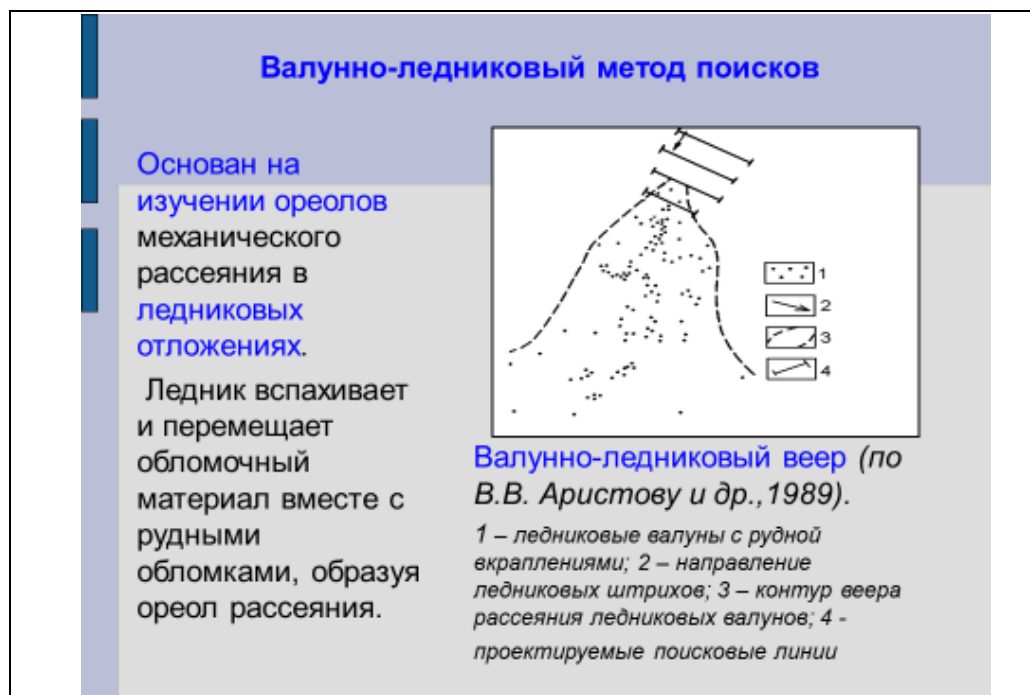 Валунно-ледниковый метод поисков
Основан на
изучении ореолов
механического
рассеяния в
ледниковых
отложениях.
Ледник вспахивает
и перемещает
обломочный
материал вместе с
рудными
обломками, образуя
ореол рассеяния.
1
2
3
4
Валунно-ледниковый веер (по
В.В. Аристову и др.,1989).
1 – ледниковые валуны с рудной
вкраплениями; 2 – направление
ледниковых штрихов; 3 – контур веера
рассеяния ледниковых валунов; 4 -
проектируемые поисковые линии